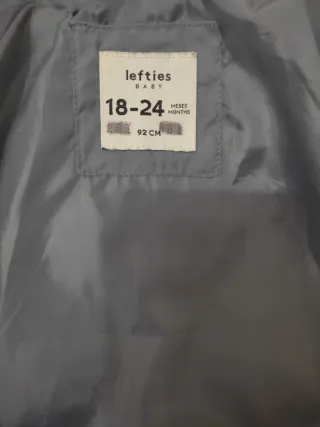 lefties
BABY
18-24 MESES
MONTHS
92 CM